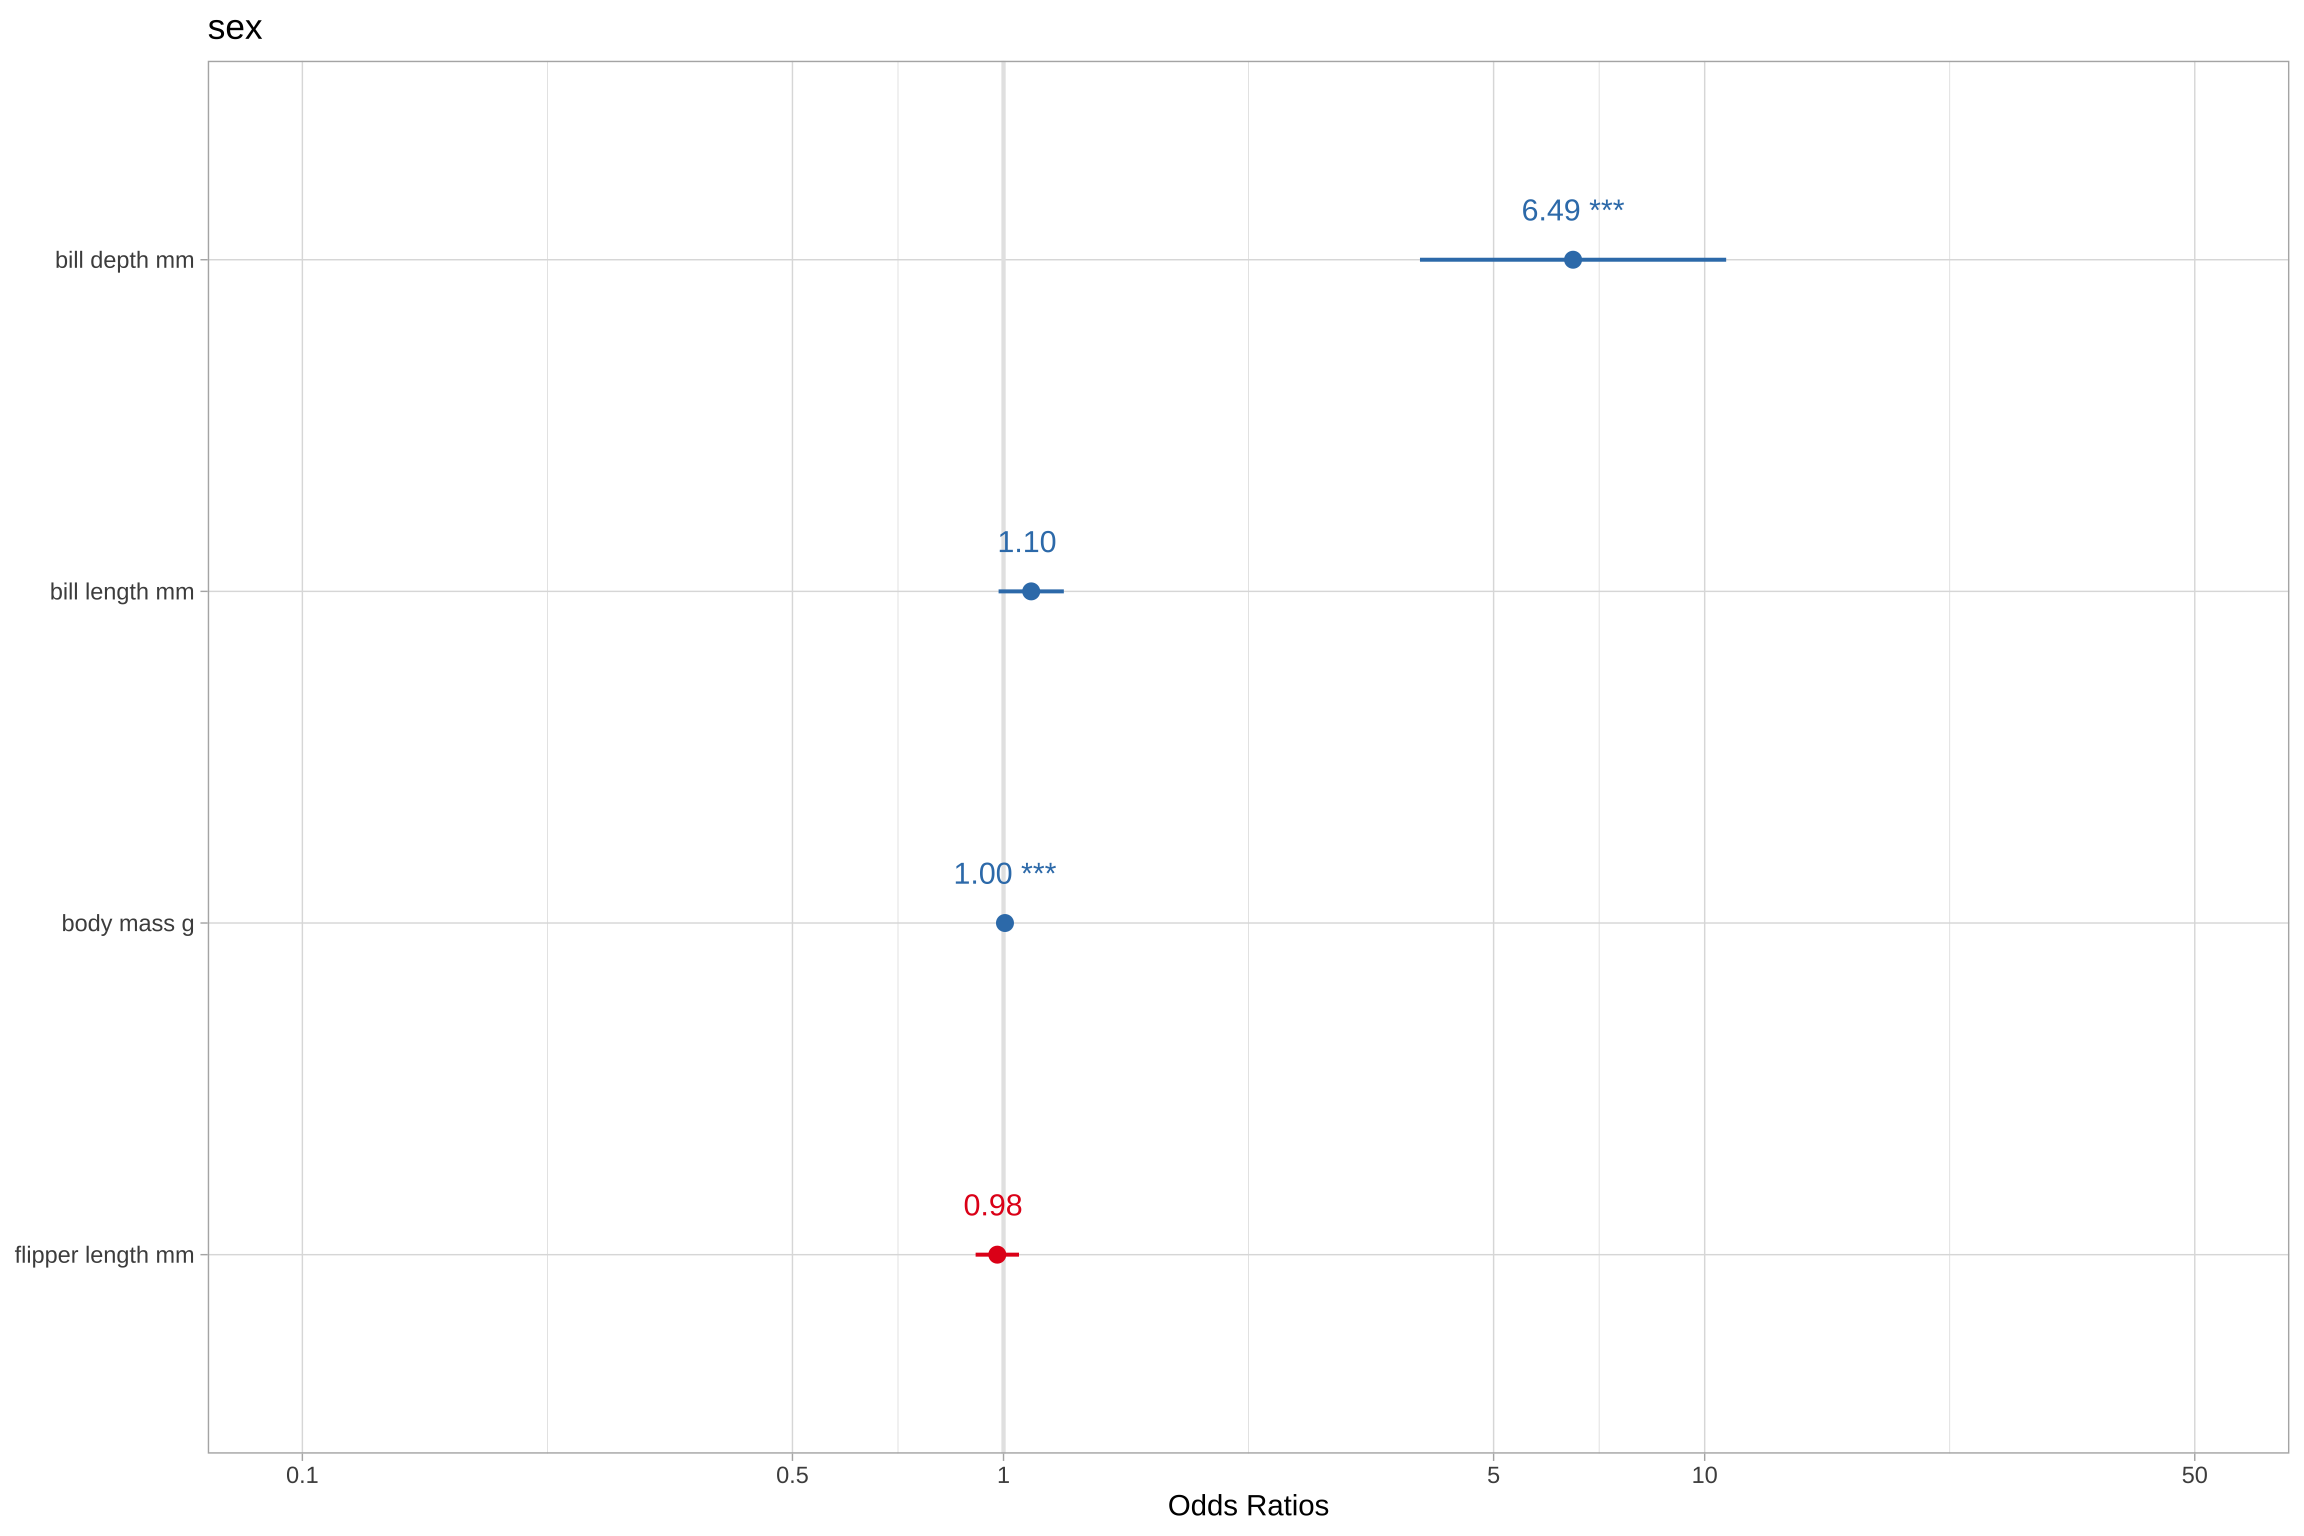 sex
bill depth mm
6.49 ***
bill length mm
1.10
body mass g
1.00 ***
flipper length mm
0.98
0.1 0.5 1 5 10 50
Odds Ratios